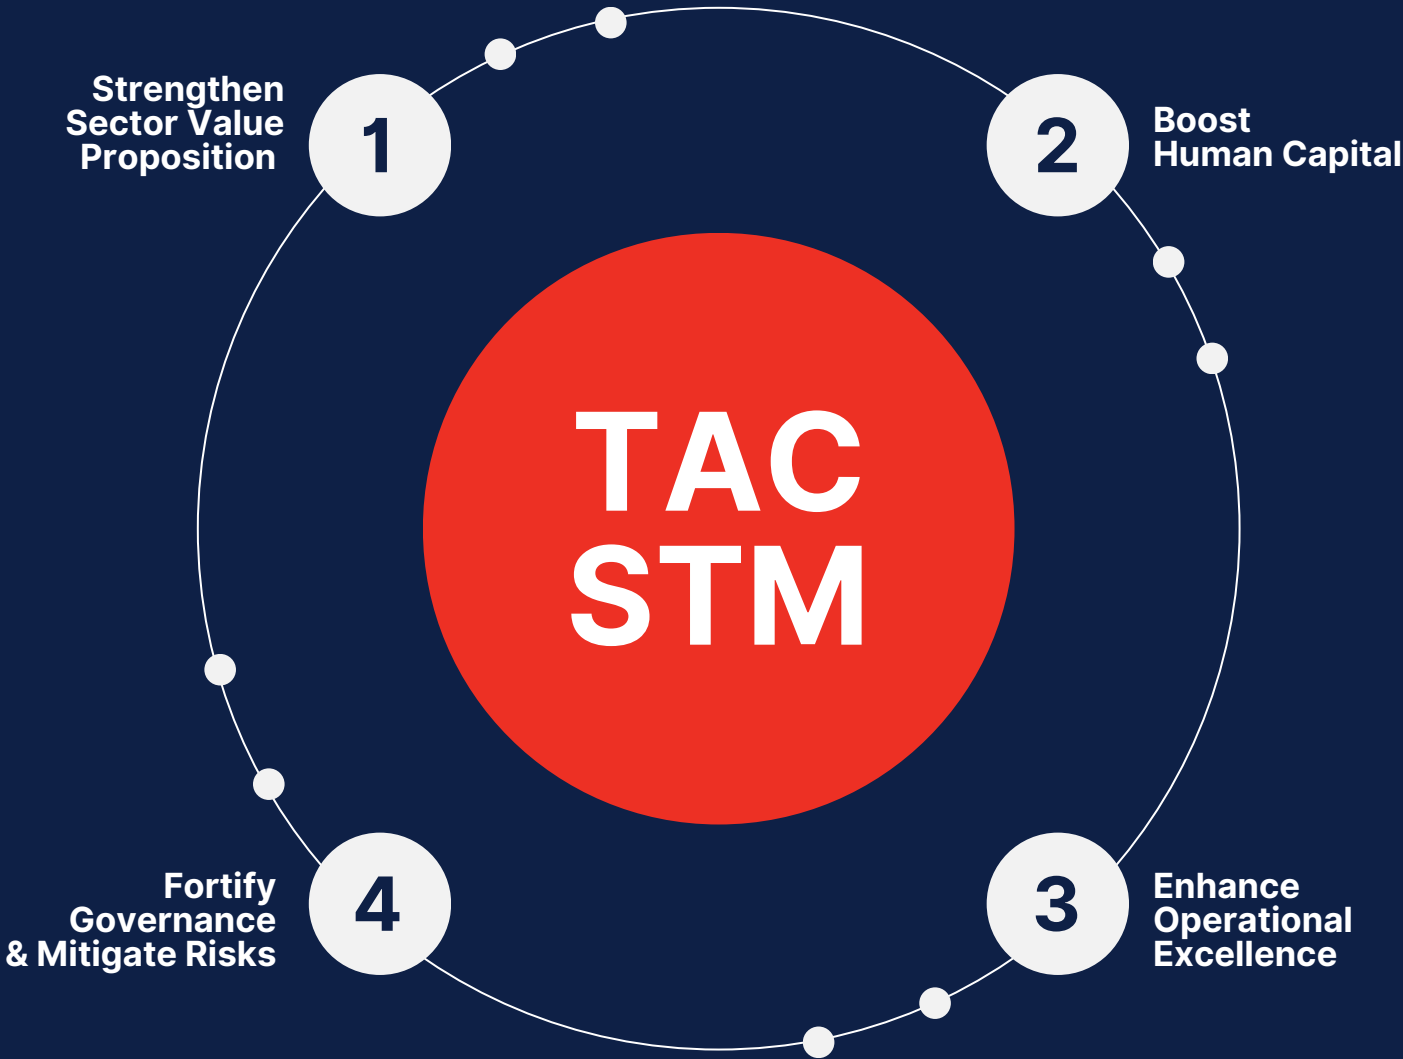 Strengthen
Sector Value
Proposition
1
2
Boost
Human Capital
TAC
STM
Fortify
Governance
& Mitigate Risks
4
3
Enhance
Operational
Excellence